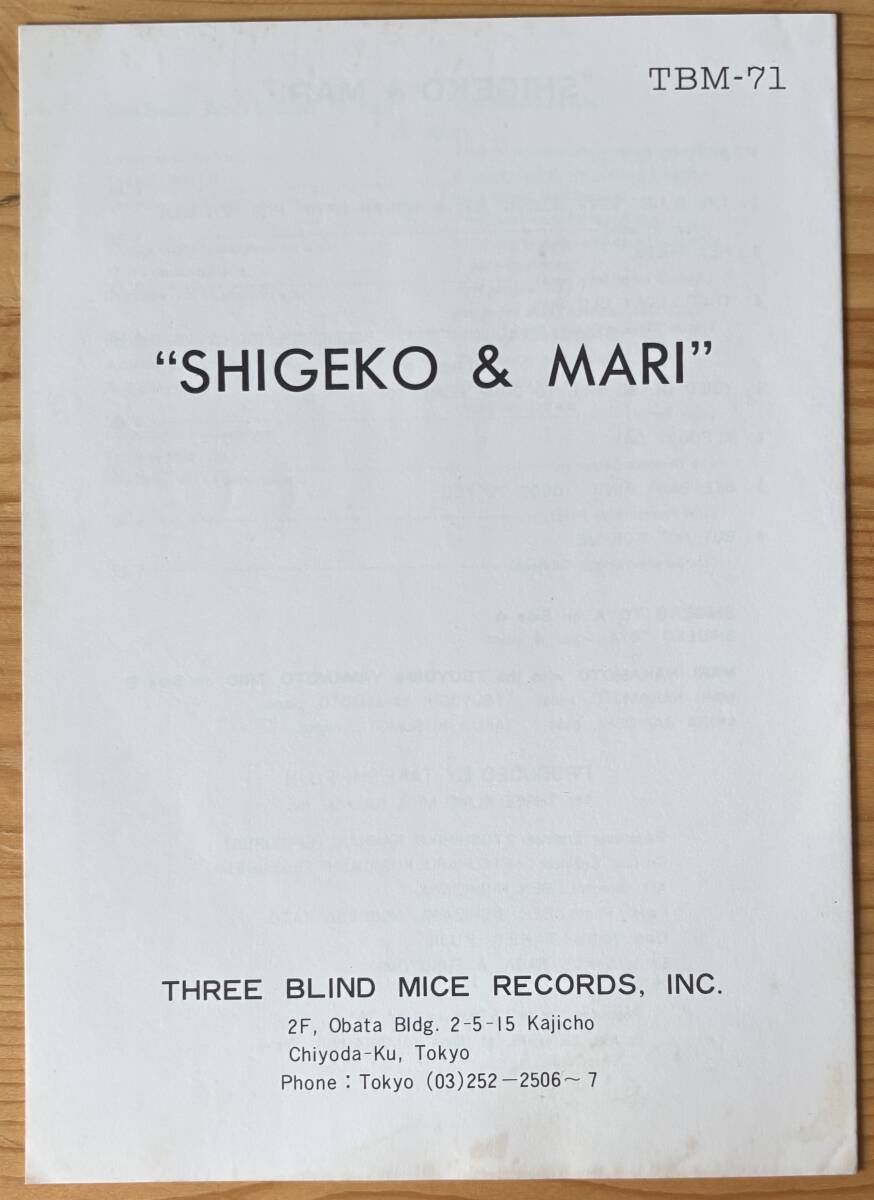 TBM-71
“SHIGEKO & MARI”
THREE BLIND MICE RECORDS, INC.
2F, Obata Bldg. 2-5-15 Kajicho
Chiyoda-Ku, Tokyo
Phone : Tokyo (03)252-2506~7